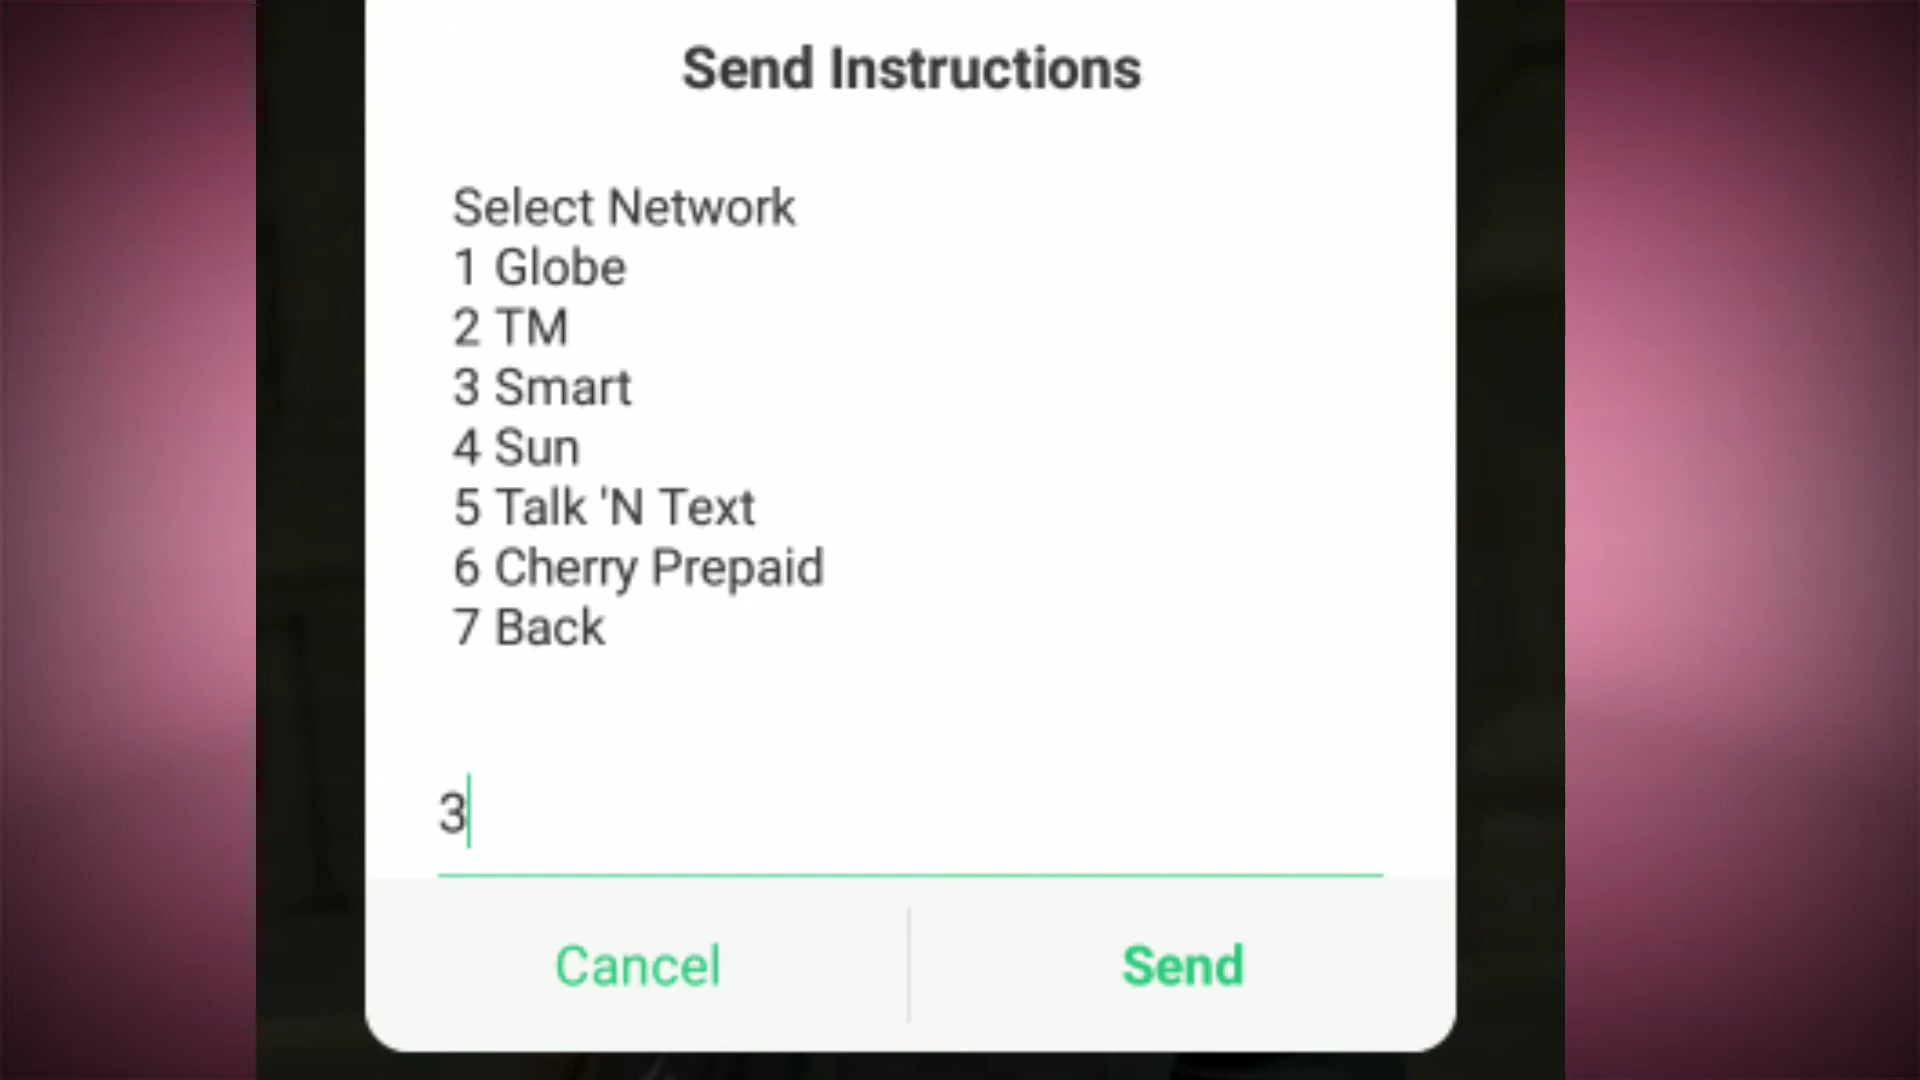 Send Instructions
Select Network
1 Globe
2 TM
3 Smart
4 Sun
5 Talk 'N Text
6 Cherry Prepaid
7 Back
3
Cancel
Send